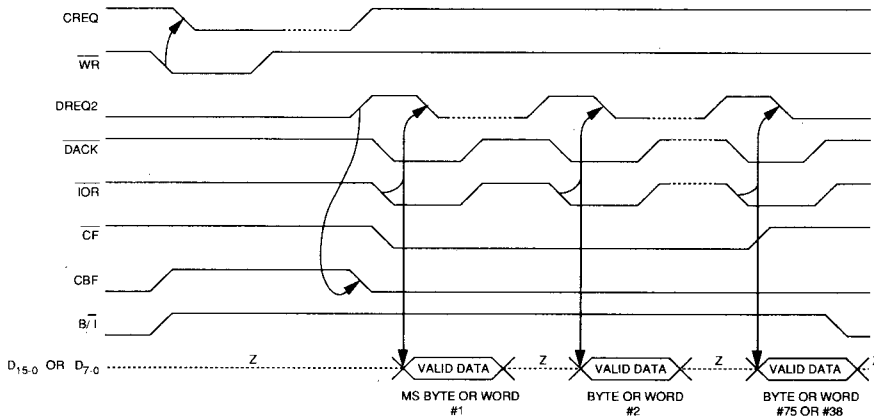 CREQ
WR
DREQ2
DACK
IOR
CF
CBF
B/I
D15-0 OR D7-0
Z
VALID DATA
Z
VALID DATA
Z
VALID DATA
Z
MS BYTE OR WORD
#1
BYTE OR WORD
#2
BYTE OR WORD
#75 OR #38